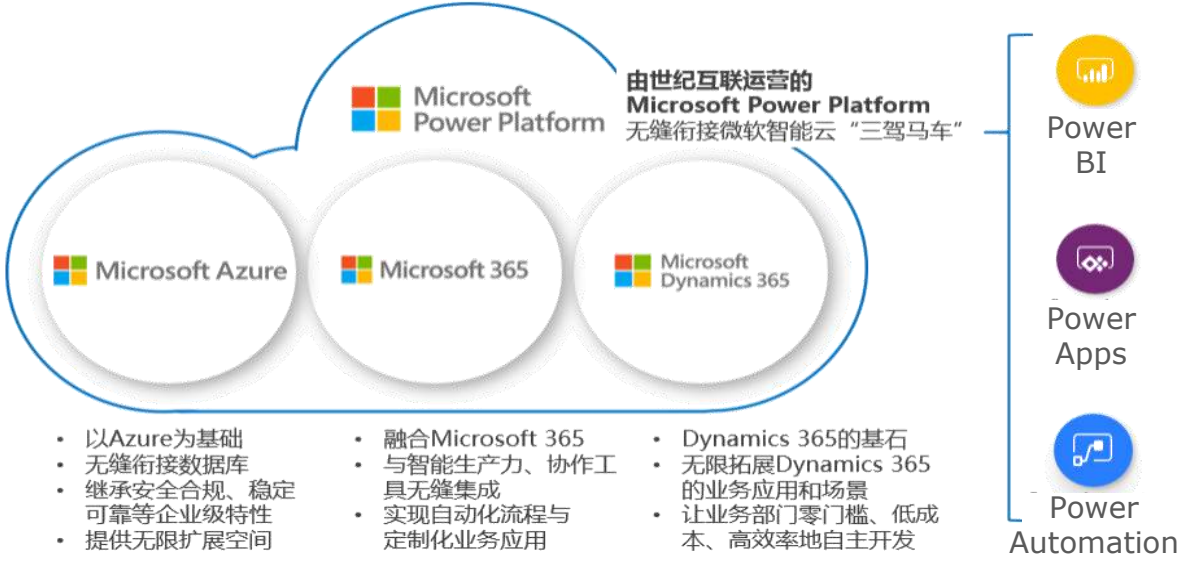 Microsoft
Power Platform
由世纪互联运营的
Microsoft Power Platform
无缝衔接微软智能云“三驾马车”
Microsoft Azure
Microsoft 365
Microsoft
Dynamics 365
• 以Azure为基础
• 无缝衔接数据库
• 继承安全合规、稳定
可靠等企业级特性
• 提供无限扩展空间
• 融合Microsoft 365
• 与智能生产力、协作工
具无缝集成
• 实现自动化流程与
定制化业务应用
• Dynamics 365的基石
• 无限拓展Dynamics 365
的业务应用和场景
• 让业务部门零门槛、低成
本、高效率地自主开发
Power
BI
Power
Apps
Power
Automation